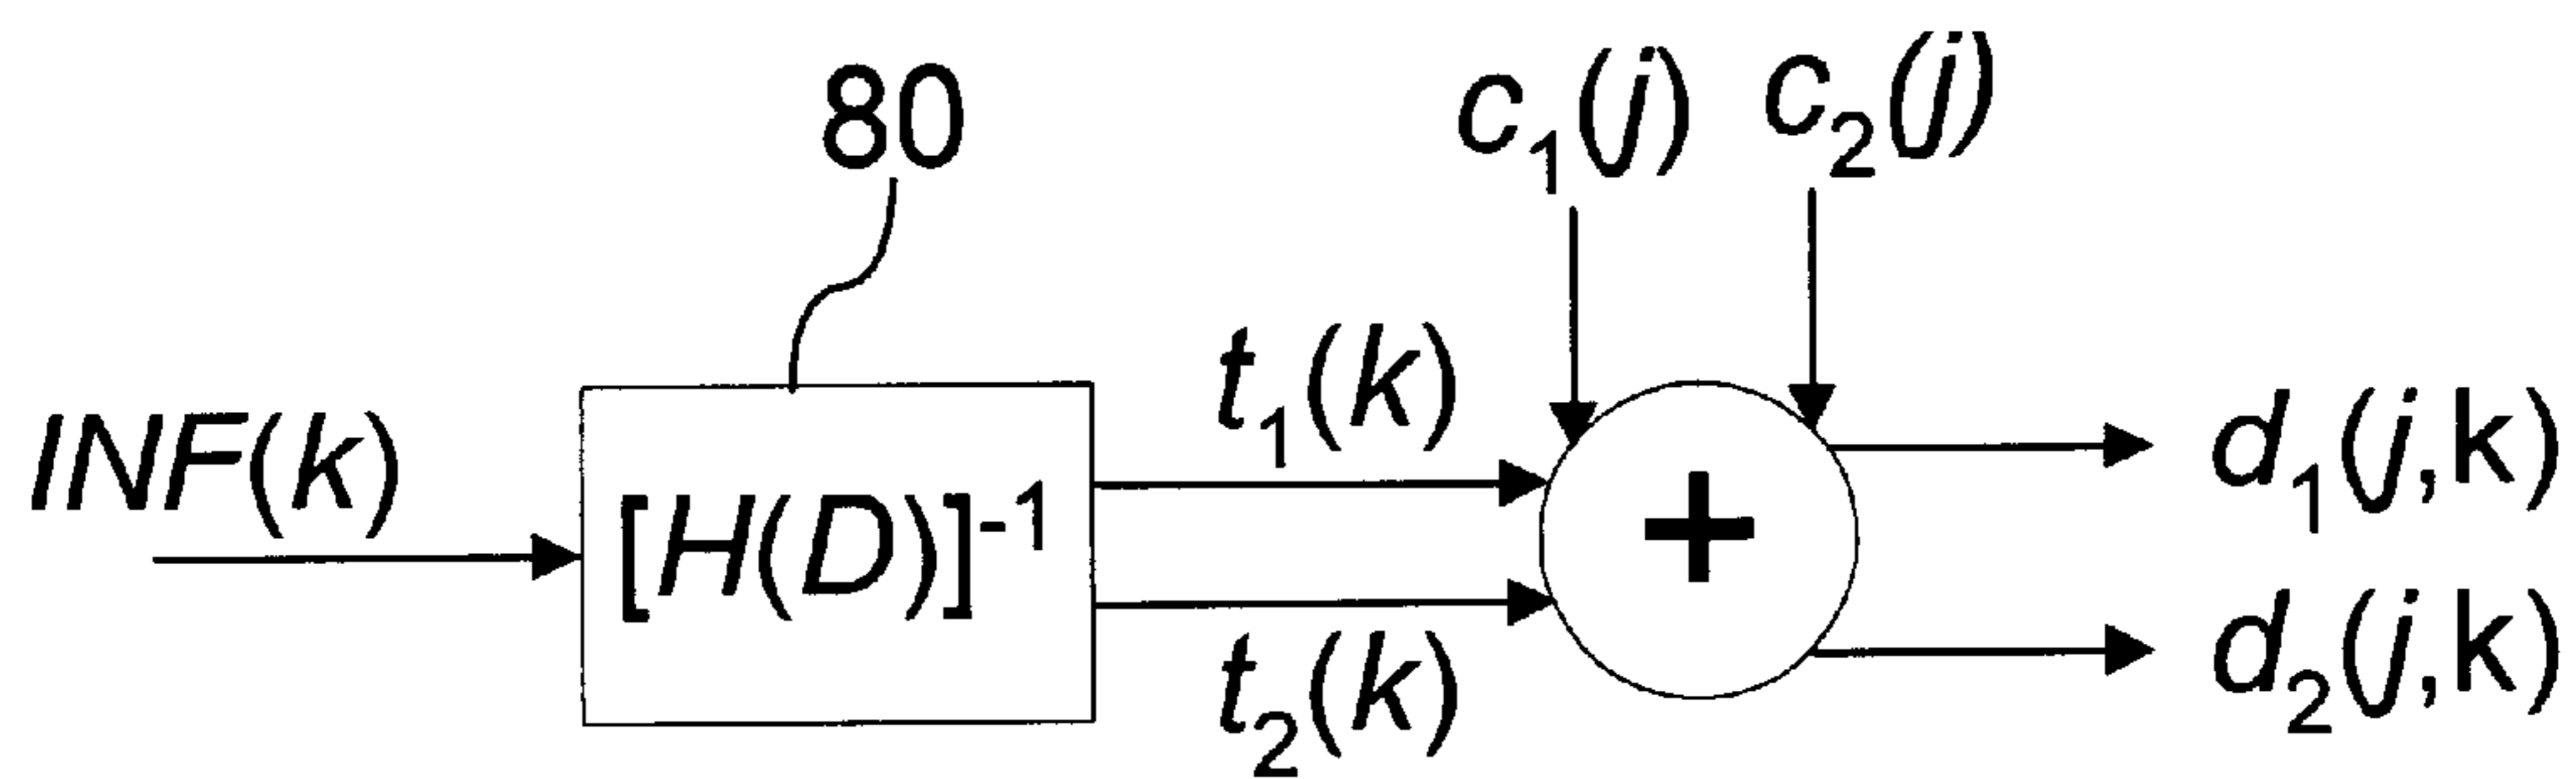 80
c₁(j) c₂(j)
INF(k)
[H(D)]⁻¹
t₁(k)
t₂(k)
+
d₁(j,k)
d₂(j,k)